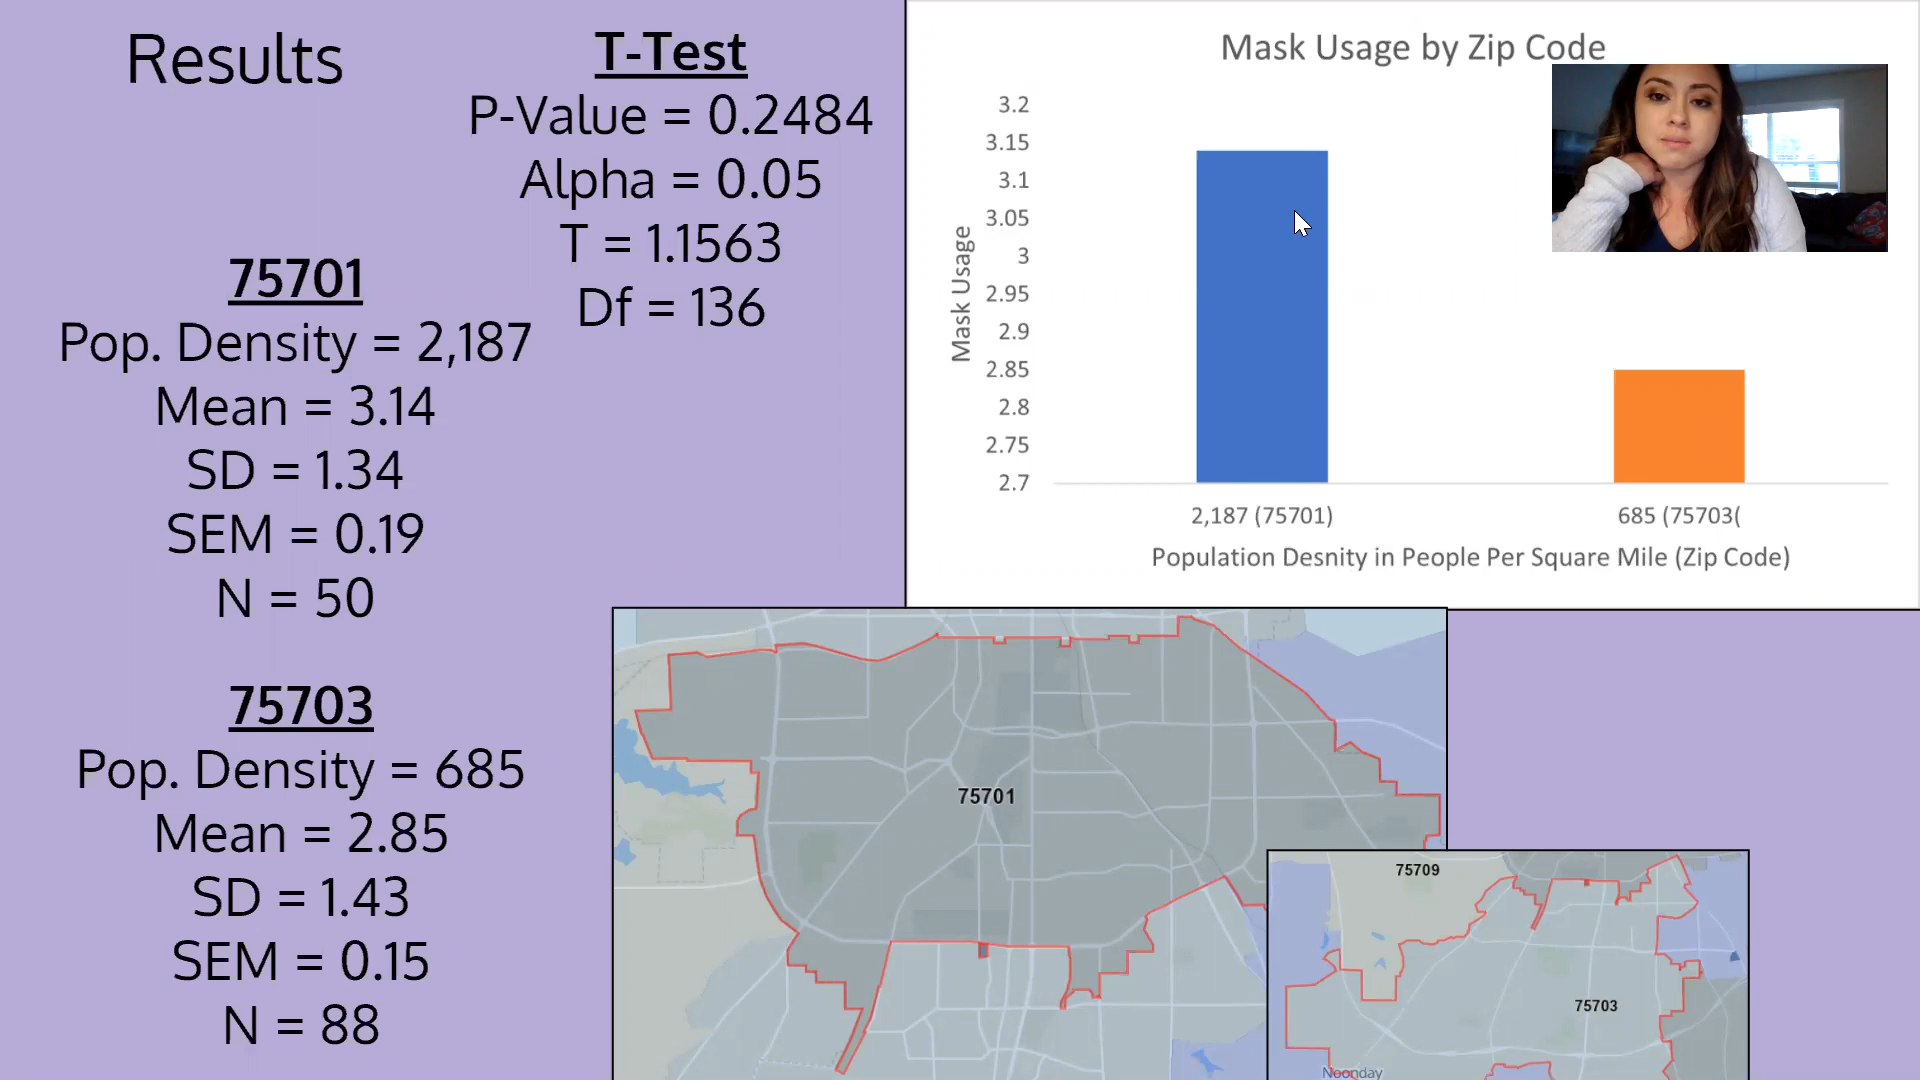 Results
T-Test
P-Value = 0.2484
Alpha = 0.05
T = 1.1563
Df = 136
75701
Pop. Density = 2,187
Mean = 3.14
SD = 1.34
SEM = 0.19
N = 50
75703
Pop. Density = 685
Mean = 2.85
SD = 1.43
SEM = 0.15
N = 88
Mask Usage by Zip Code
Mask Usage
3.2
3.15
3.1
3.05
3
2.95
2.9
2.85
2.8
2.75
2.7
2,187 (75701)
685 (75703(
Population Desnity in People Per Square Mile (Zip Code)
75701
75709
75703
Noonday